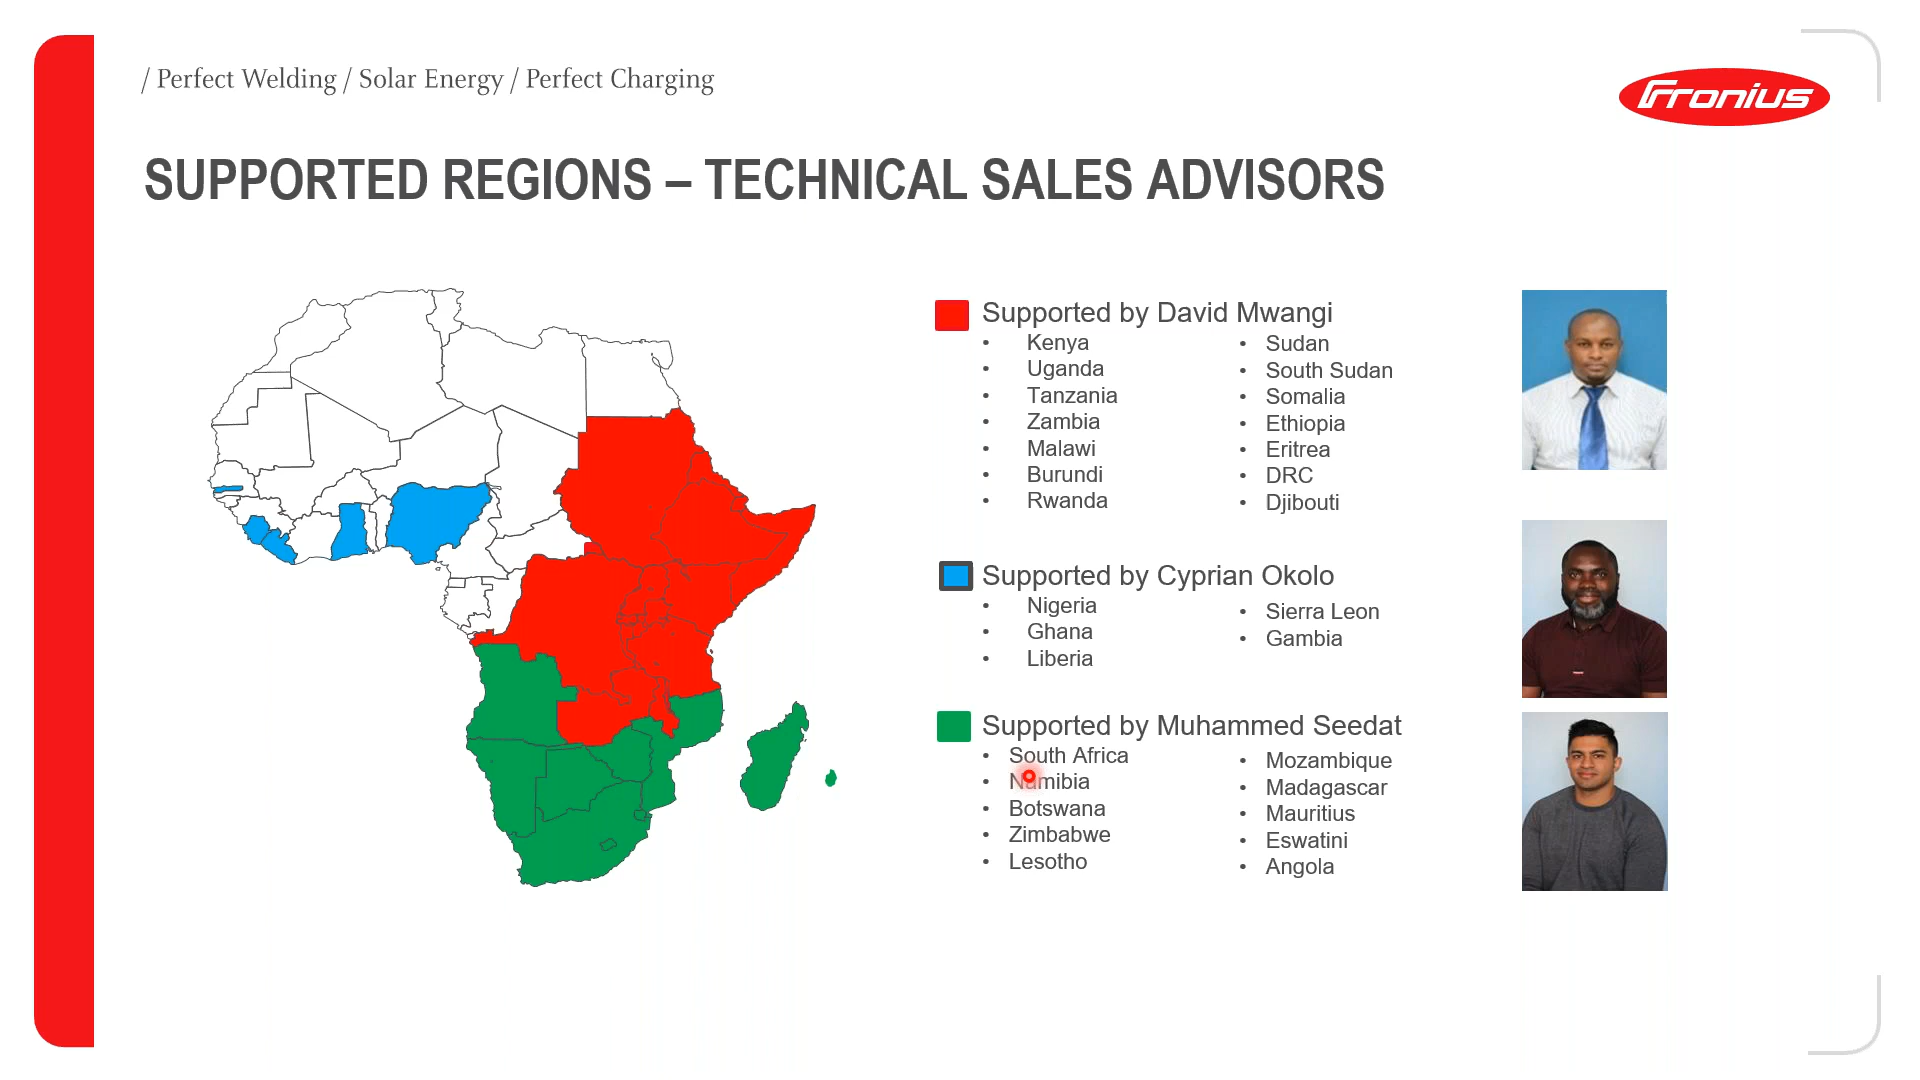 / Perfect Welding / Solar Energy / Perfect Charging
Fronius
SUPPORTED REGIONS – TECHNICAL SALES ADVISORS
Supported by David Mwangi
• Kenya
• Uganda
• Tanzania
• Zambia
• Malawi
• Burundi
• Rwanda
• Sudan
• South Sudan
• Somalia
• Ethiopia
• Eritrea
• DRC
• Djibouti
Supported by Cyprian Okolo
• Nigeria
• Ghana
• Liberia
• Sierra Leon
• Gambia
Supported by Muhammed Seedat
• South Africa
• Namibia
• Botswana
• Zimbabwe
• Lesotho
• Mozambique
• Madagascar
• Mauritius
• Eswatini
• Angola